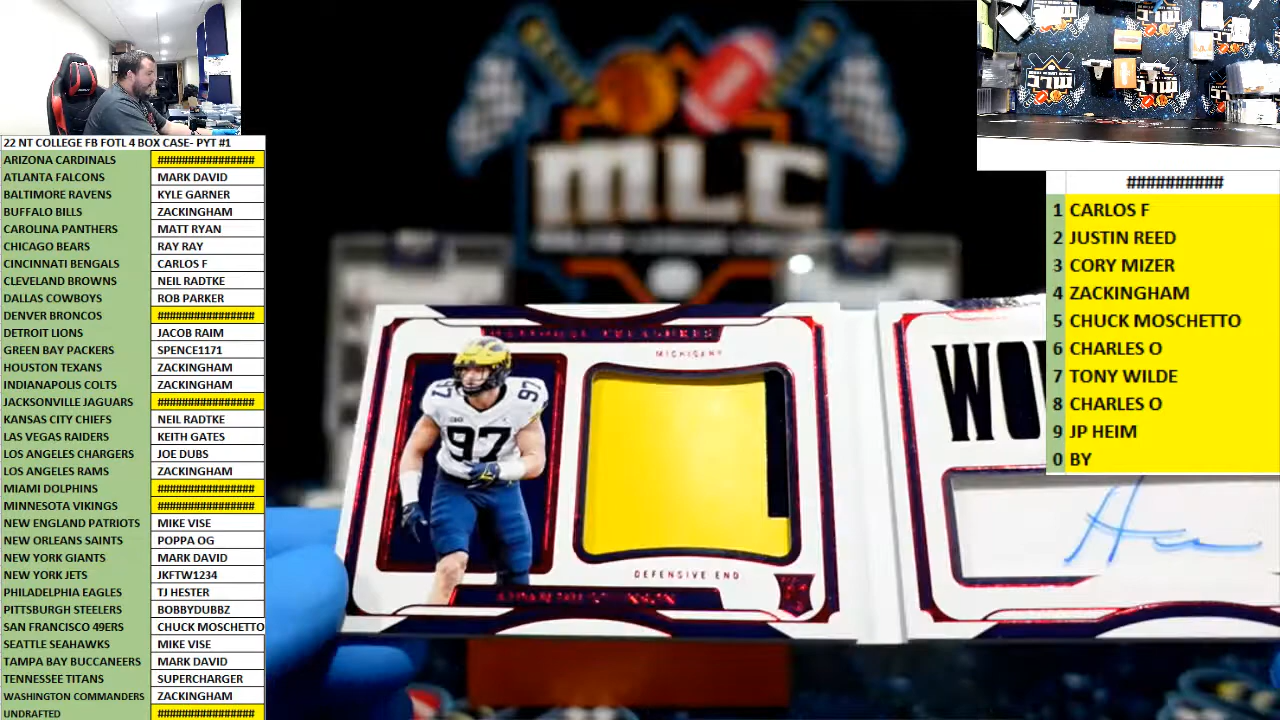 22 NT COLLEGE FB FOTL 4 BOX CASE- PYT #1
ARIZONA CARDINALS ################
ATLANTA FALCONS MARK DAVID
BALTIMORE RAVENS KYLE GARNER
BUFFALO BILLS ZACKINGHAM
CAROLINA PANTHERS MATT RYAN
CHICAGO BEARS RAY RAY
CINCINNATI BENGALS CARLOS F
CLEVELAND BROWNS NEIL RADTKE
DALLAS COWBOYS ROB PARKER
DENVER BRONCOS ################
DETROIT LIONS JACOB RAIM
GREEN BAY PACKERS SPENCE1171
HOUSTON TEXANS ZACKINGHAM
INDIANAPOLIS COLTS ZACKINGHAM
JACKSONVILLE JAGUARS ################
KANSAS CITY CHIEFS NEIL RADTKE
LAS VEGAS RAIDERS KEITH GATES
LOS ANGELES CHARGERS JOE DUBS
LOS ANGELES RAMS ZACKINGHAM
MIAMI DOLPHINS ################
MINNESOTA VIKINGS ################
NEW ENGLAND PATRIOTS MIKE VISE
NEW ORLEANS SAINTS POPPA OG
NEW YORK GIANTS MARK DAVID
NEW YORK JETS JKFTW1234
PHILADELPHIA EAGLES TJ HESTER
PITTSBURGH STEELERS BOBBYDUBBZ
SAN FRANCISCO 49ERS CHUCK MOSCHETTO
SEATTLE SEAHAWKS MIKE VISE
TAMPA BAY BUCCANEERS MARK DAVID
TENNESSEE TITANS SUPERCHARGER
WASHINGTON COMMANDERS ZACKINGHAM
UNDRAFTED ################
MLC
MICHIGAN
97
97
97
DEFENSIVE END
WO
##########
1 CARLOS F
2 JUSTIN REED
3 CORY MIZER
4 ZACKINGHAM
5 CHUCK MOSCHETTO
6 CHARLES O
7 TONY WILDE
8 CHARLES O
9 JP HEIM
0 BY